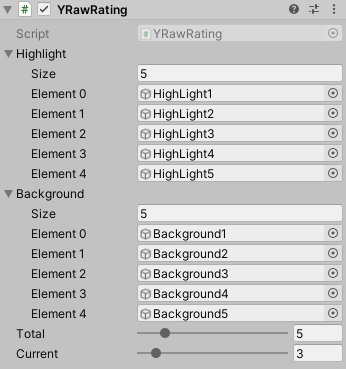 YRawRating
Script YRawRating
Highlight
Size 5
Element 0 HighLight1
Element 1 HighLight2
Element 2 HighLight3
Element 3 HighLight4
Element 4 HighLight5
Background
Size 5
Element 0 Background1
Element 1 Background2
Element 2 Background3
Element 3 Background4
Element 4 Background5
Total 5
Current 3